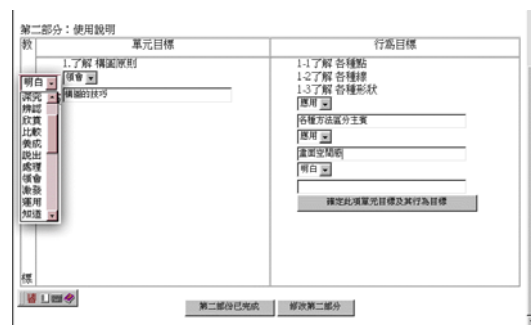 第二部分：使用說明
教
單元目標
行為目標
1.了解 構圖原則
領會
構圖的技巧
明白
深究
辨認
欣賞
比較
養成
說出
處理
領會
激發
運用
知道
1-1了解 各種點
1-2了解 各種線
1-3了解 各種形狀
應用
各種方法區分主賓
應用
畫面空間感
明白
確定此項單元目標及其行為目標
標
第二部份已完成
修改第二部分